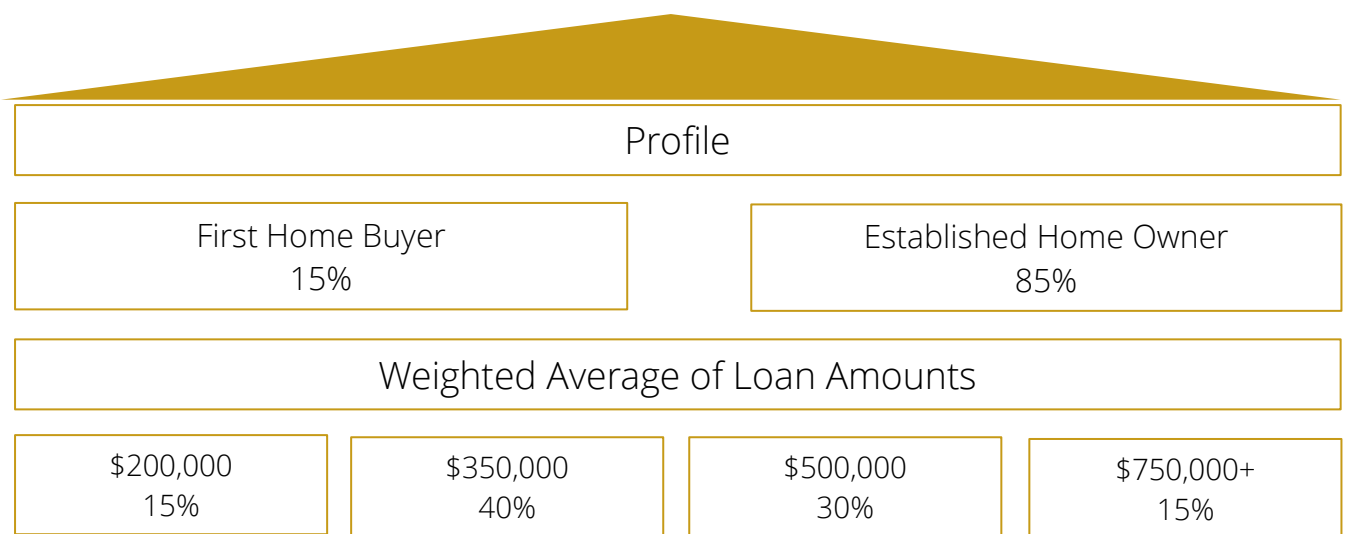 Profile
First Home Buyer
15%
Established Home Owner
85%
Weighted Average of Loan Amounts
$200,000
15%
$350,000
40%
$500,000
30%
$750,000+
15%